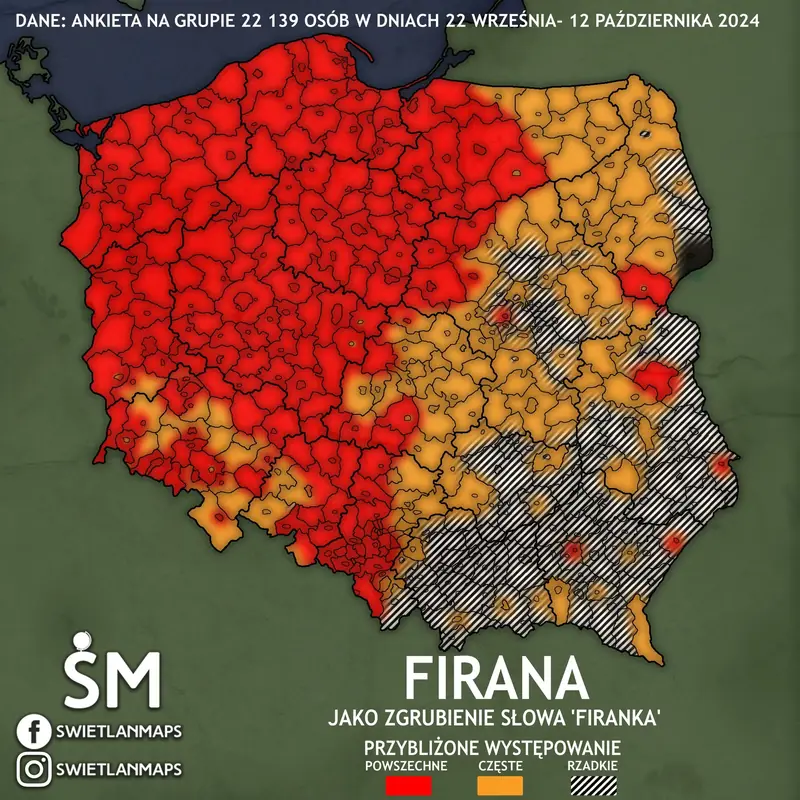 DANE: ANKIETA NA GRUPIE 22 139 OSÓB W DNIACH 22 WRZEŚNIA- 12 PAŹDZIERNIKA 2024
ŚM
SWIETLANMAPS
SWIETLANMAPS
FIRANA
JAKO ZGRUBIENIE SŁOWA 'FIRANKA'
PRZYBLIŻONE WYSTĘPOWANIE
POWSZECHNE CZĘSTE RZADKIE